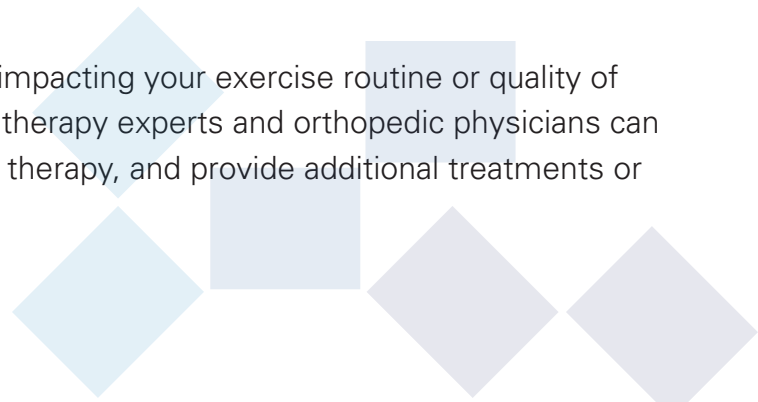 impacting your exercise routine or quality of
therapy experts and orthopedic physicians can
therapy, and provide additional treatments or